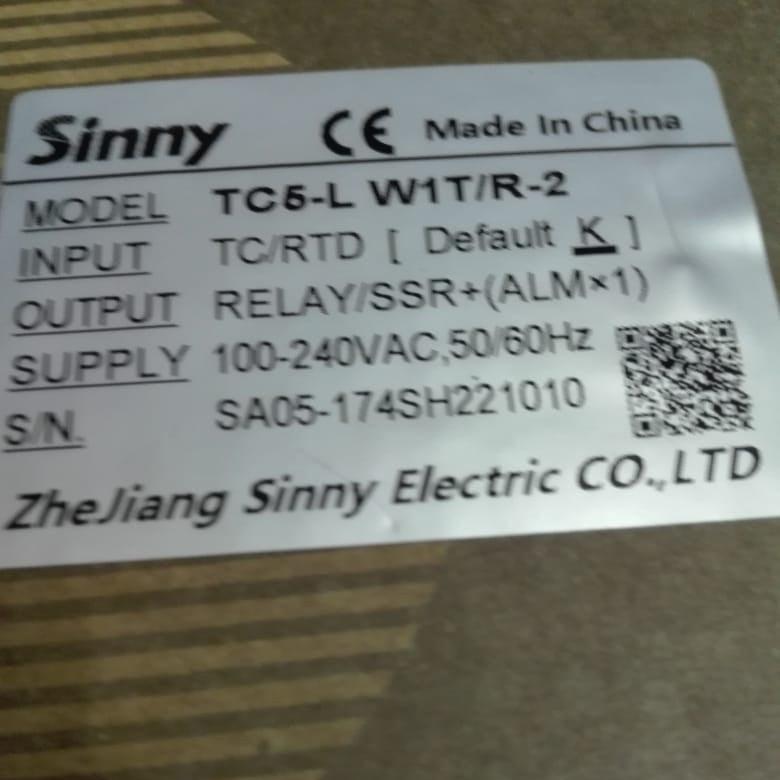 Sinny CE Made In China
MODEL TC5-L W1T/R-2
INPUT TC/RTD [ Default K ]
OUTPUT RELAY/SSR+(ALM×1)
SUPPLY 100-240VAC,50/60Hz
S/N. SA05-174SH221010
ZheJiang Sinny Electric CO.,LTD